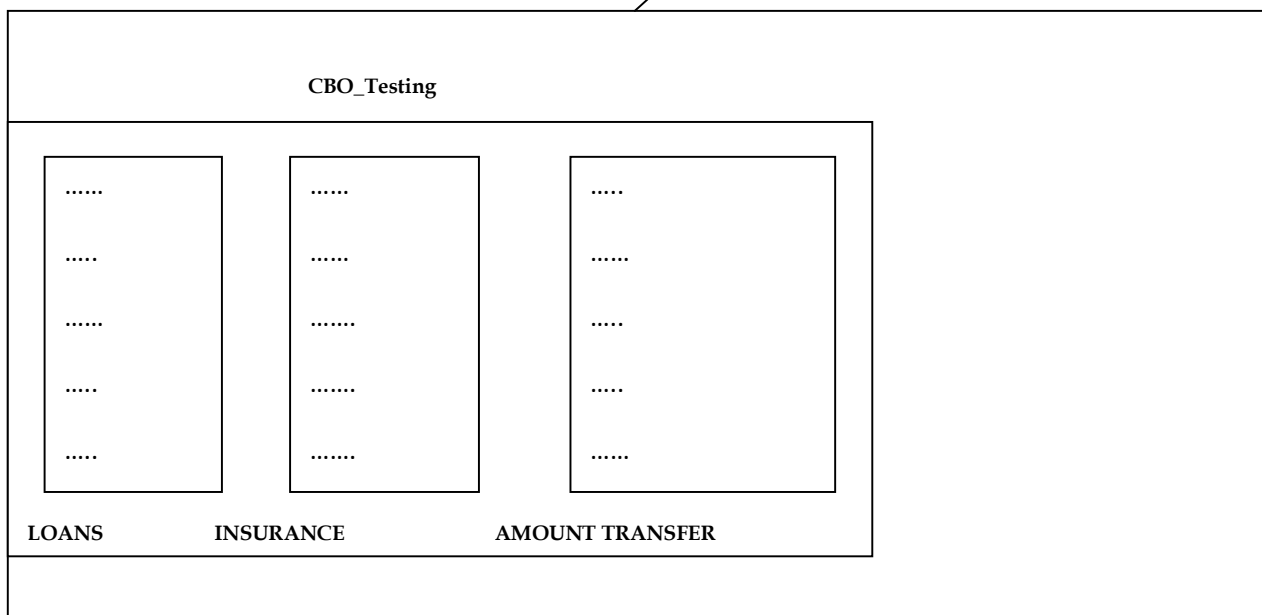 CBO_Testing
…… …… …..
….. …… ……
…… ……. …..
….. ……. …..
….. ……. ……
LOANS INSURANCE AMOUNT TRANSFER